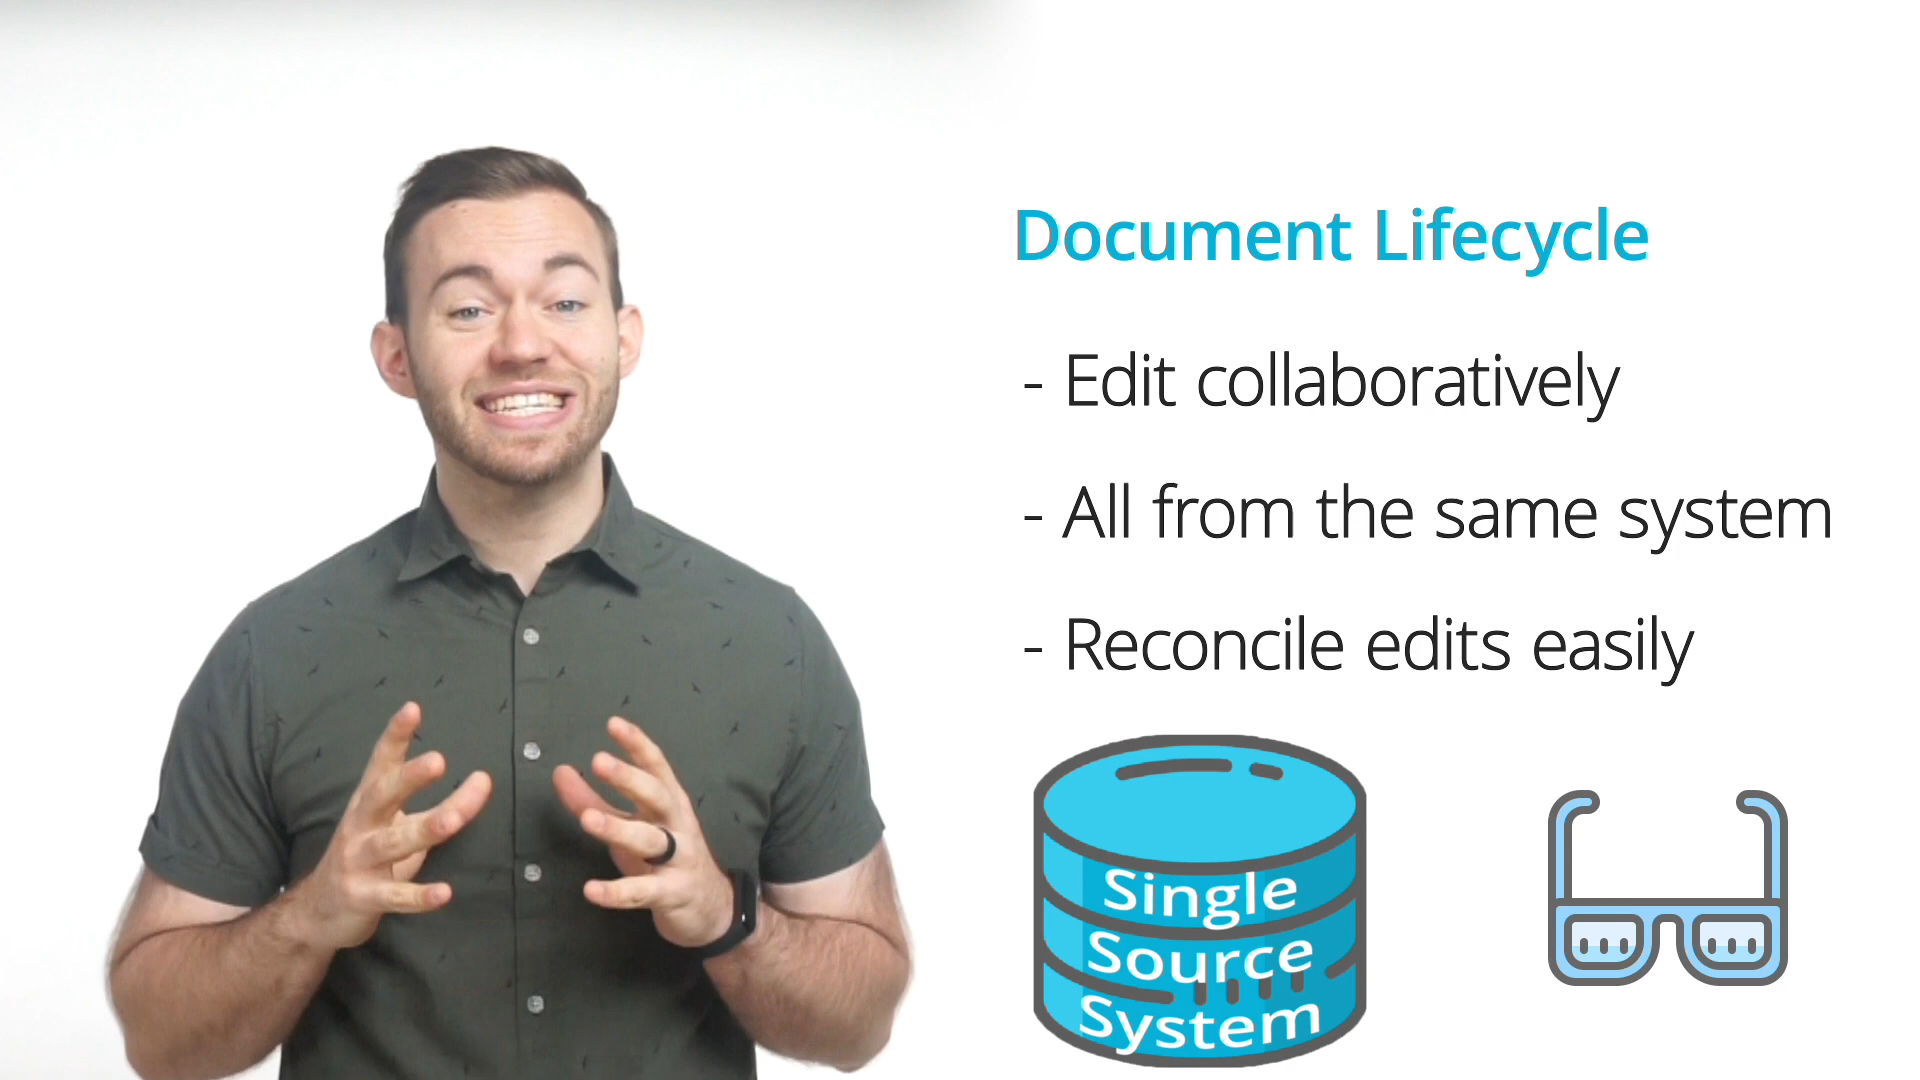 Document Lifecycle
- Edit collaboratively
- All from the same system
- Reconcile edits easily
Single
Source
System